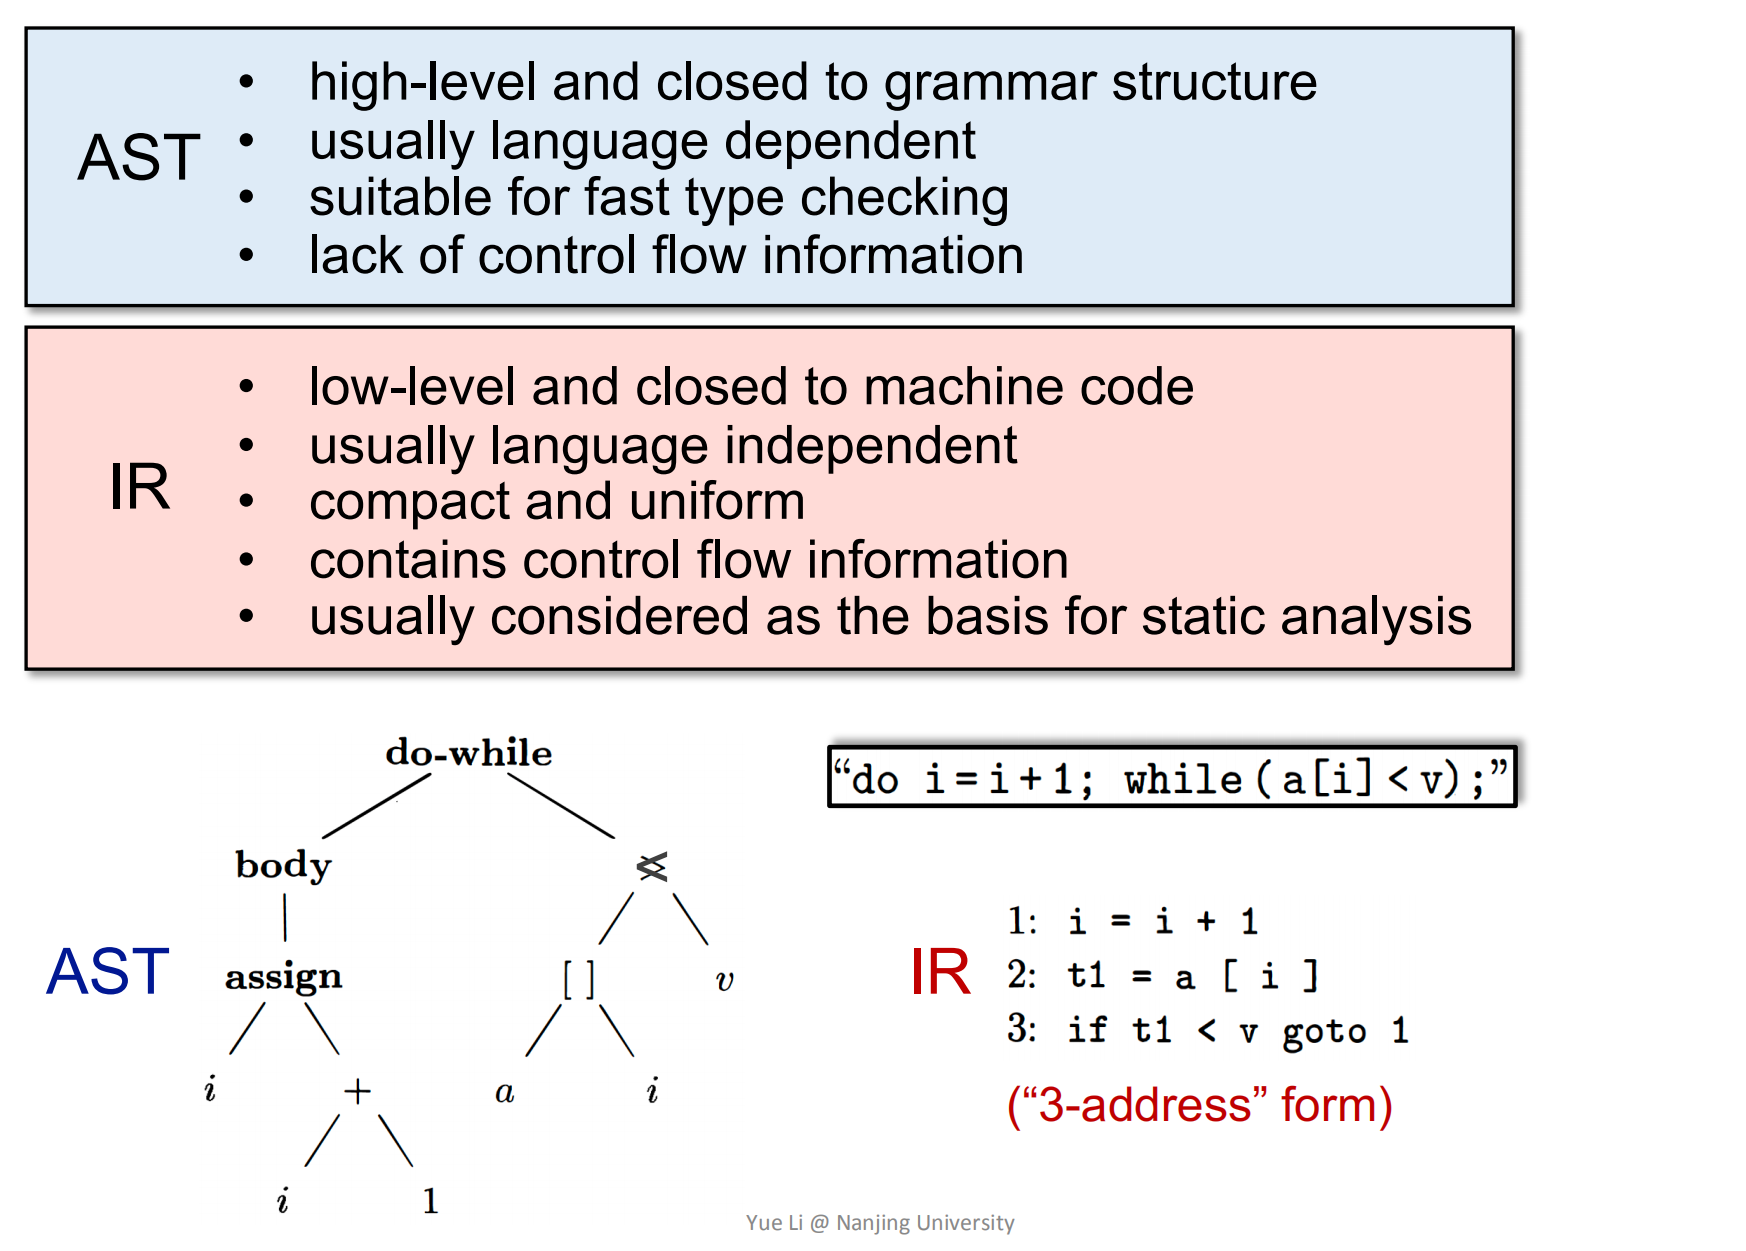 AST
• high-level and closed to grammar structure
• usually language dependent
• suitable for fast type checking
• lack of control flow information
IR
• low-level and closed to machine code
• usually language independent
• compact and uniform
• contains control flow information
• usually considered as the basis for static analysis
do-while
“do i=i+1; while(a[i]<v);”
body
<
AST
assign
[ ]
v
i
+
a
i
i
1
IR
1: i = i + 1
2: t1 = a [ i ]
3: if t1 < v goto 1
(“3-address” form)
Yue Li @ Nanjing University